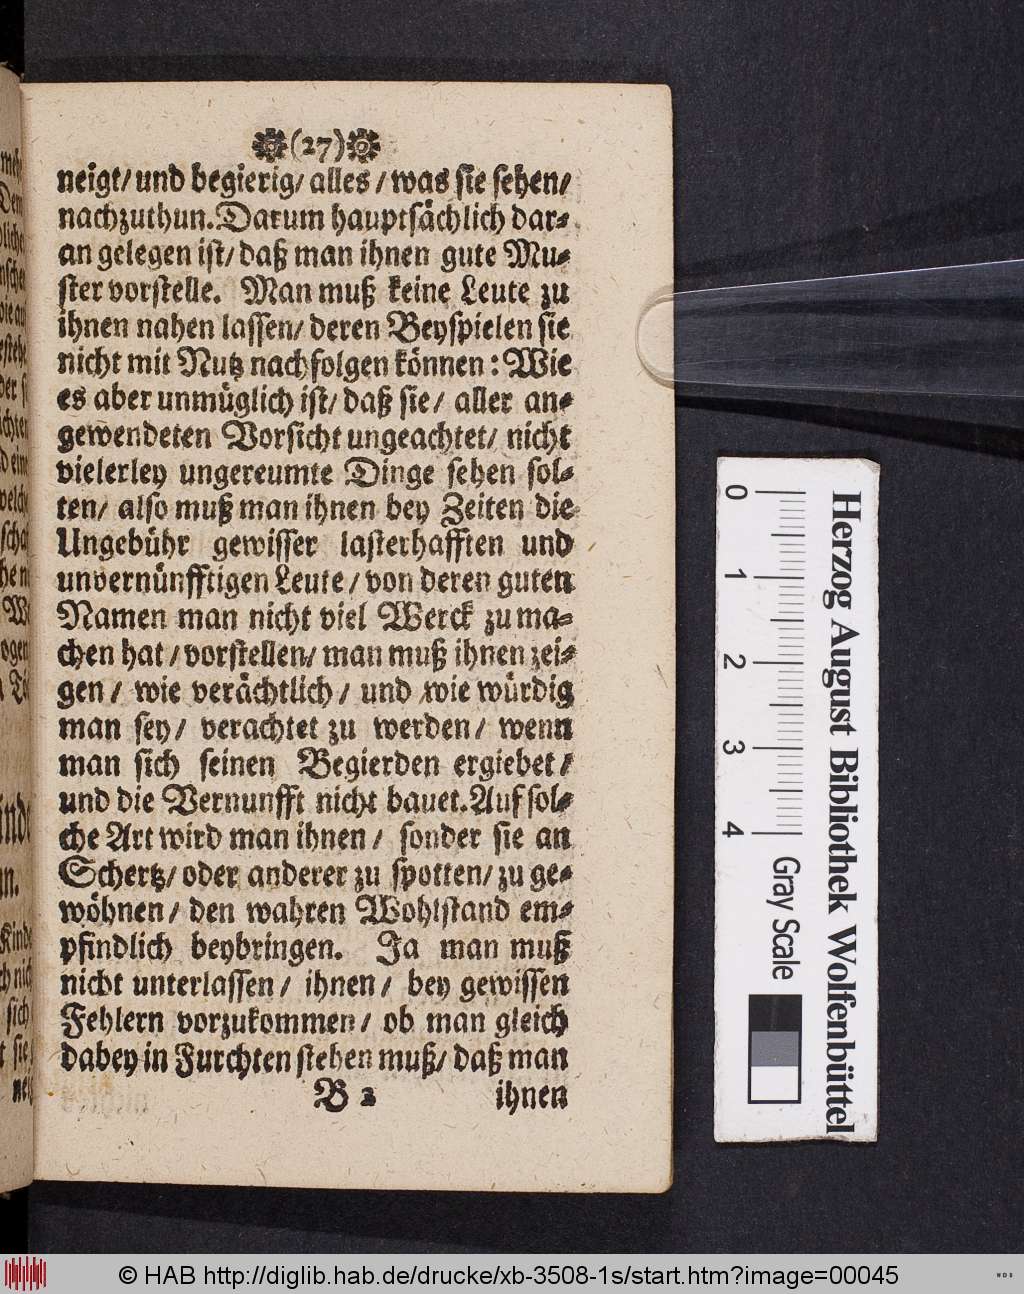 (27)
neigt/ und begierig/ alles / was sie sehen/
nachzuthun. Darum hauptsächlich dar-
an gelegen ist/ daß man ihnen gute Mu-
ster vorstelle. Man muß keine Leute zu
ihnen nahen lassen/ deren Beyspielen sie
nicht mit Nutz nachfolgen können: Wie
es aber unmüglich ist/ daß sie/ aller an-
gewendeten Vorsicht ungeachtet/ nicht
vielerley ungereumte Dinge sehen sol-
ten/ also muß man ihnen bey Zeiten die
Ungebühr gewisser lasterhafften und
unvernünfftigen Leute / von deren guten
Namen man nicht viel Werck zu ma-
chen hat / vorstellen/ man muß ihnen zei-
gen / wie verächtlich / und wie würdig
man sey/ verachtet zu werden/ wenn
man sich seinen Begierden ergiebet/
und die Vernunfft nicht bauet. Auf sol-
che Art wird man ihnen / sonder sie an
Schertz/ oder anderer zu spotten/ zu ge-
wöhnen / den wahren Wohlstand em-
pfindlich beybringen. Ja man muß
nicht unterlassen / ihnen / bey gewissen
Fehlern vorzukommen / ob man gleich
dabey in Furchten stehen muß/ daß man
B 2 ihnen
0 1 2 3 4
Herzog August Bibliothek Wolfenbüttel
Gray Scale
© HAB http://diglib.hab.de/drucke/xb-3508-1s/start.htm?image=00045